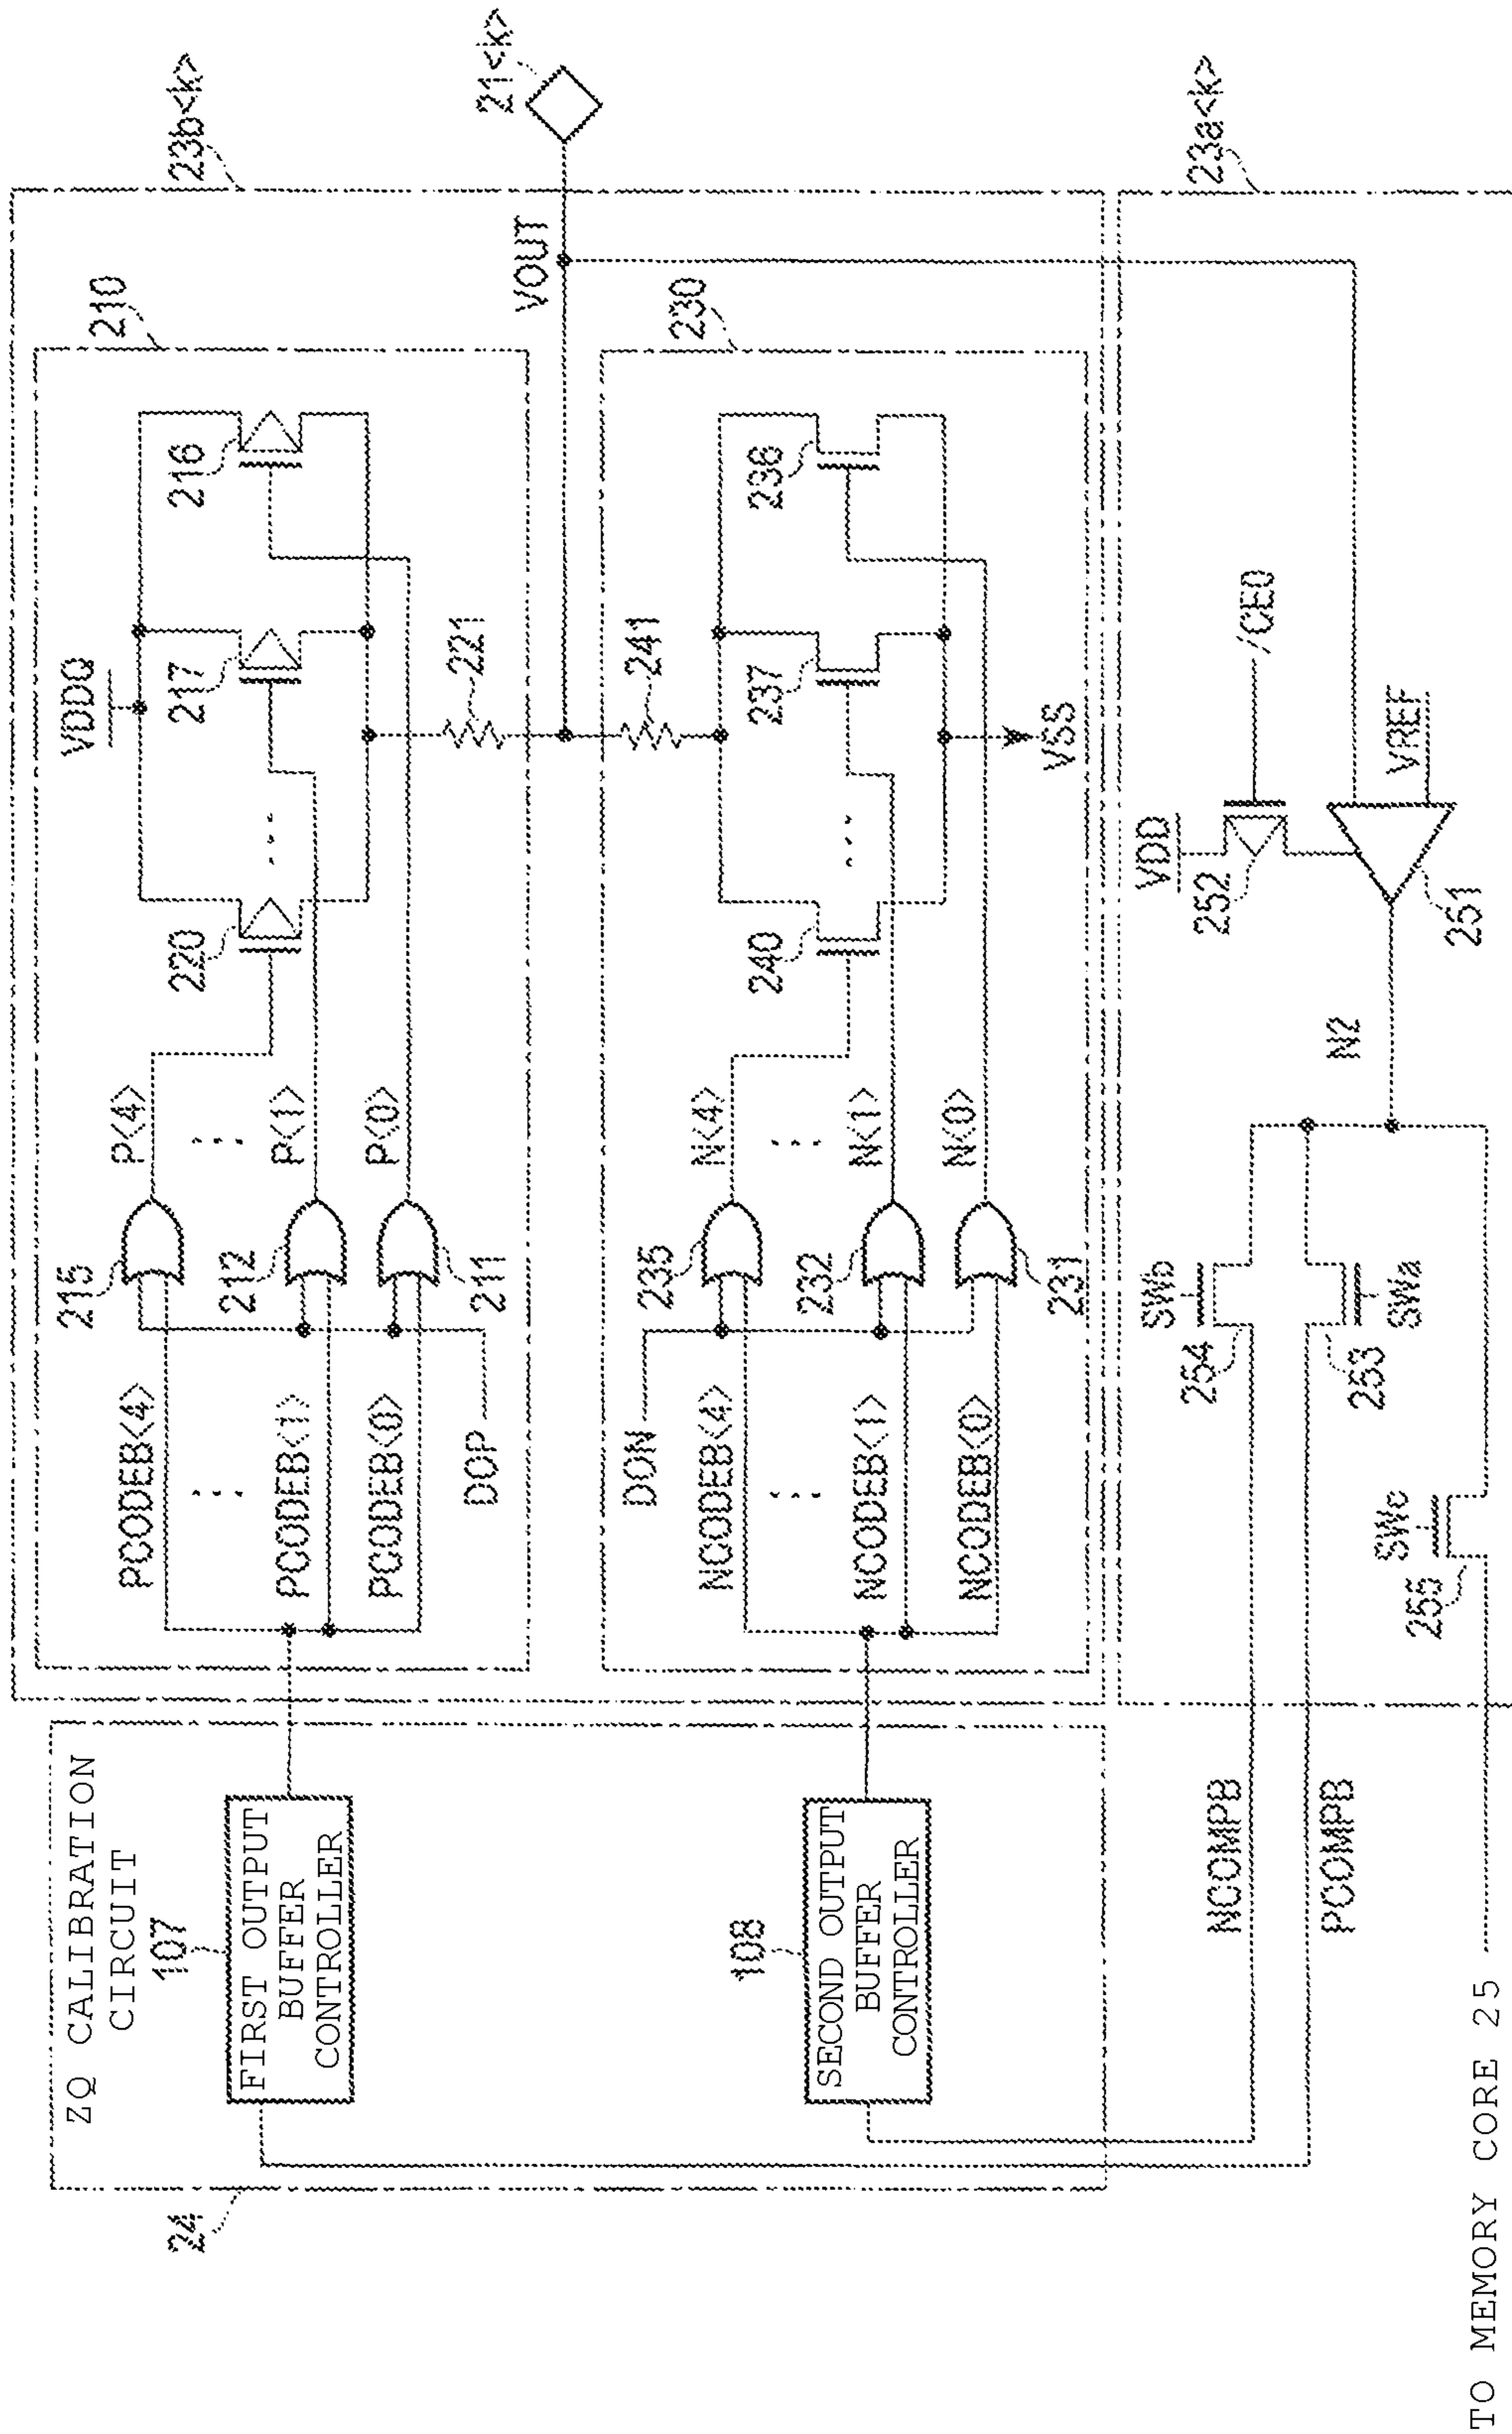 ZQ CALIBRATION
CIRCUIT
24
107
FIRST OUTPUT
BUFFER
CONTROLLER
108
SECOND OUTPUT
BUFFER
CONTROLLER
23b<k>
210
PCODEB<4>
⋮
PCODEB<1>
PCODEB<0>
DOP
215
212
211
P<4>
⋮
P<1>
P<0>
VDDQ
220
...
217
216
221
VOUT
21<k>
230
241
DON
NCODEB<4>
⋮
NCODEB<1>
NCODEB<0>
235
232
231
N<4>
⋮
N<1>
N<0>
240
...
237
236
VSS
23a<k>
NCOMPB
PCOMPB
SWb
254
253
SWa
SWc
255
N2
VDD
252
/CE0
VREF
251
TO MEMORY CORE 25